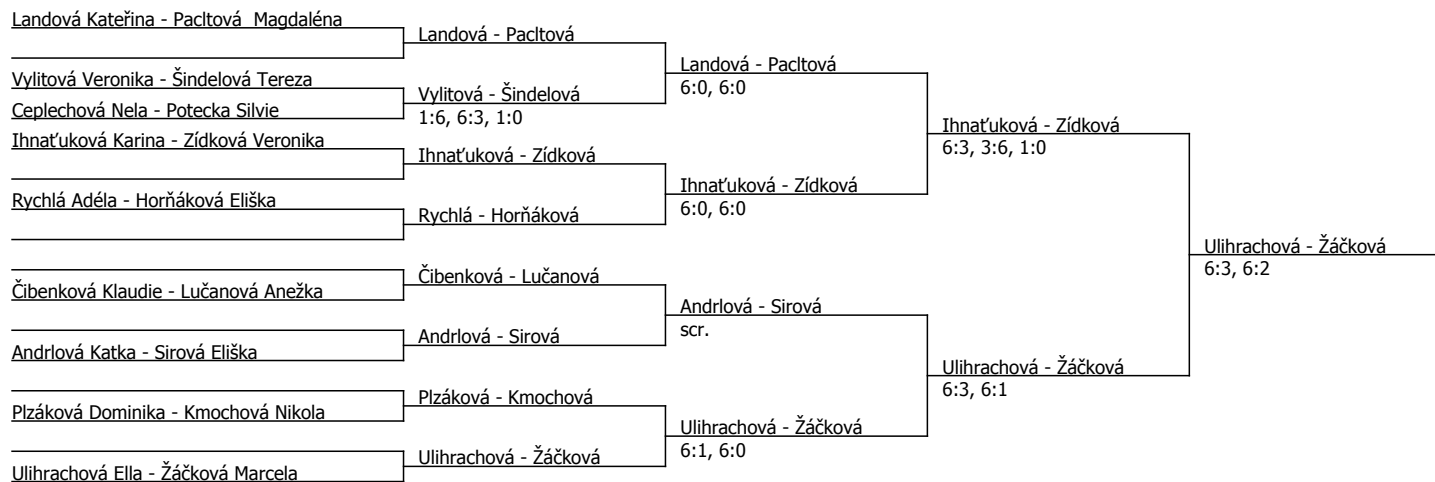 Landová Kateřina - Pacltová  Magdaléna
Vylitová Veronika - Šindelová Tereza
Ceplechová Nela - Potecka Silvie
Ihnaťuková Karina - Zídková Veronika
Rychlá Adéla - Horňáková Eliška
Čibenková Klaudie - Lučanová Anežka
Andrlová Katka - Sirová Eliška
Plzáková Dominika - Kmochová Nikola
Ulihrachová Ella - Žáčková Marcela
Landová - Pacltová
Vylitová - Šindelová
1:6, 6:3, 1:0
Ihnaťuková - Zídková
Rychlá - Horňáková
Čibenková - Lučanová
Andrlová - Sirová
Plzáková - Kmochová
Ulihrachová - Žáčková
Landová - Pacltová
6:0, 6:0
Ihnaťuková - Zídková
6:0, 6:0
Andrlová - Sirová
scr.
Ulihrachová - Žáčková
6:1, 6:0
Ihnaťuková - Zídková
6:3, 3:6, 1:0
Ulihrachová - Žáčková
6:3, 6:1
Ulihrachová - Žáčková
6:3, 6:2